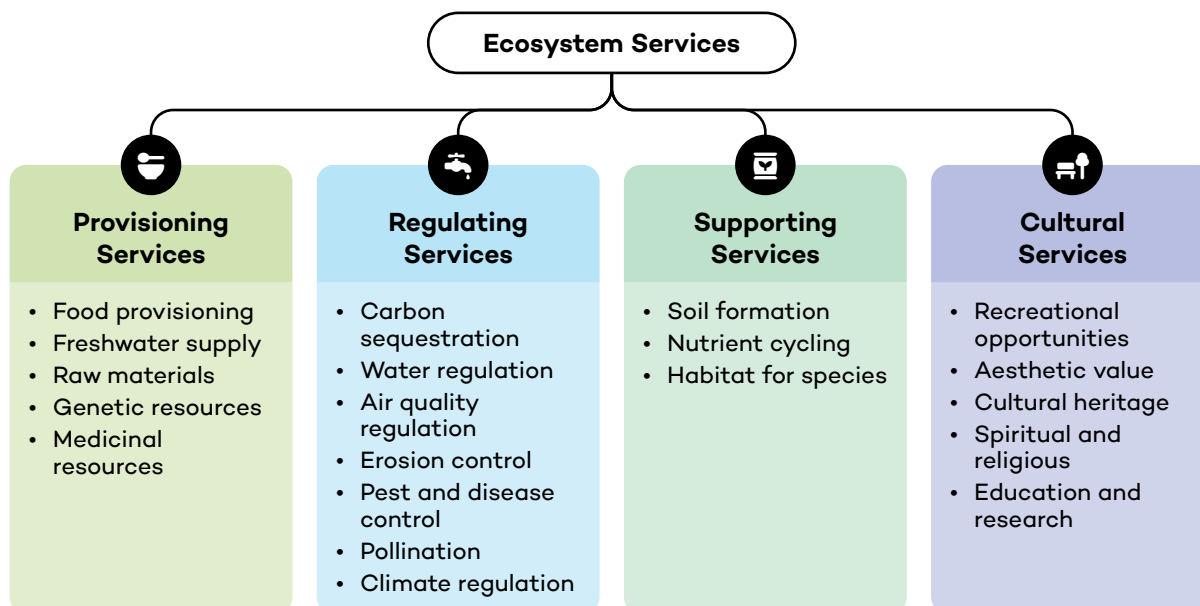 Ecosystem Services
Provisioning
Services
• Food provisioning
• Freshwater supply
• Raw materials
• Genetic resources
• Medicinal
resources
Regulating
Services
• Carbon
sequestration
• Water regulation
• Air quality
regulation
• Erosion control
• Pest and disease
control
• Pollination
• Climate regulation
Supporting
Services
• Soil formation
• Nutrient cycling
• Habitat for species
Cultural
Services
• Recreational
opportunities
• Aesthetic value
• Cultural heritage
• Spiritual and
religious
• Education and
research